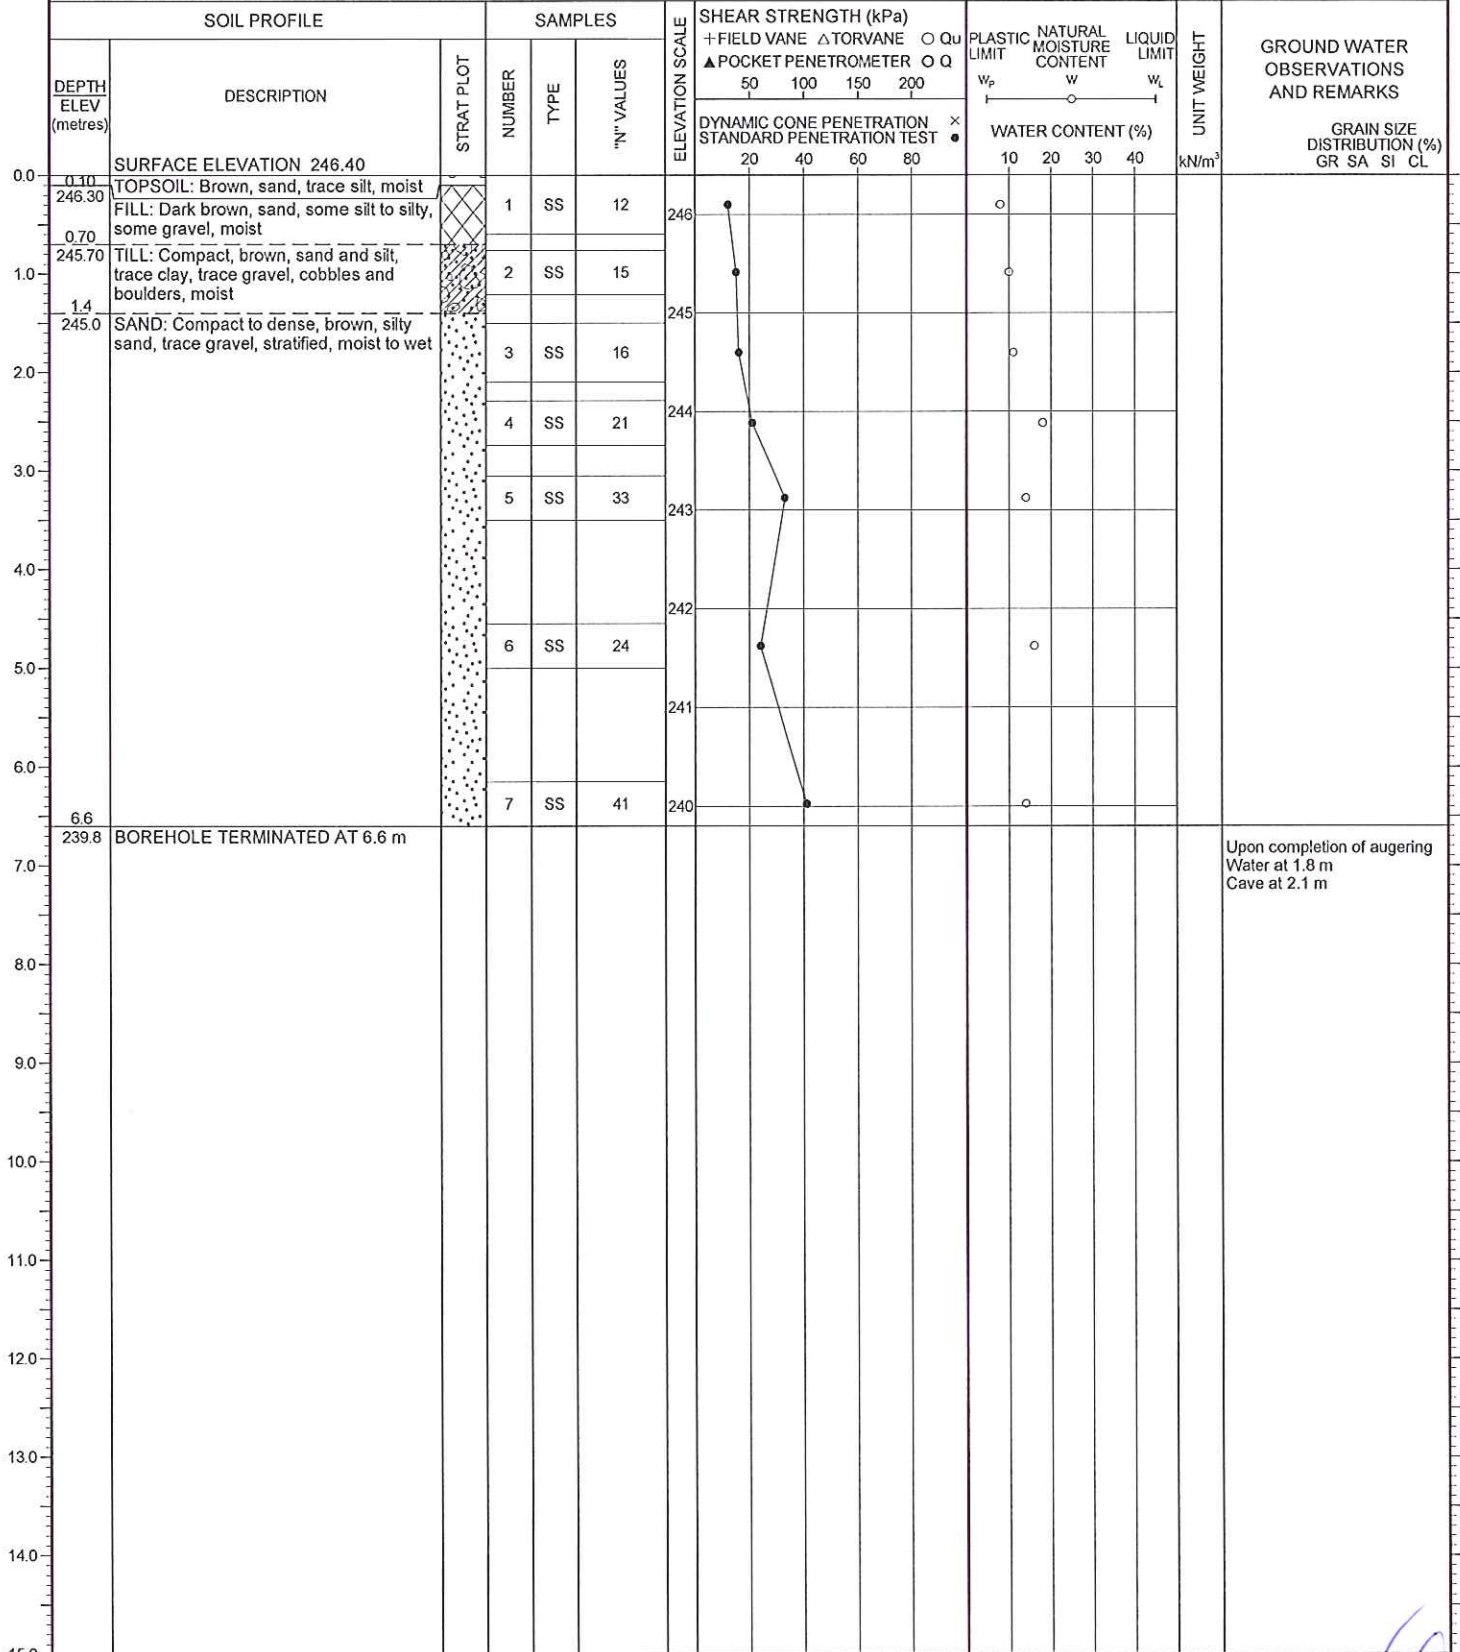 SOIL PROFILE
SAMPLES
DEPTH
ELEV
(metres)
DESCRIPTION
STRAT PLOT
NUMBER
TYPE
"N" VALUES
ELEVATION SCALE
SHEAR STRENGTH (kPa)
+FIELD VANE △TORVANE ○ Qu
▲POCKET PENETROMETER ○ Q
50 100 150 200
DYNAMIC CONE PENETRATION ×
STANDARD PENETRATION TEST ●
20 40 60 80
PLASTIC LIMIT
NATURAL MOISTURE CONTENT
LIQUID LIMIT
WP W WL
WATER CONTENT (%)
10 20 30 40
UNIT WEIGHT
kN/m³
GROUND WATER
OBSERVATIONS
AND REMARKS
GRAIN SIZE
DISTRIBUTION (%)
GR SA SI CL
SURFACE ELEVATION 246.40
0.0
0.10
246.30
TOPSOIL: Brown, sand, trace silt, moist
FILL: Dark brown, sand, some silt to silty,
some gravel, moist
1 SS 12
246
0.70
245.70
TILL: Compact, brown, sand and silt,
trace clay, trace gravel, cobbles and
boulders, moist
1.0
2 SS 15
1.4
245.0
245
SAND: Compact to dense, brown, silty
sand, trace gravel, stratified, moist to wet
3 SS 16
2.0
244
4 SS 21
3.0
5 SS 33
243
4.0
242
6 SS 24
5.0
241
6.0
7 SS 41
240
6.6
239.8
BOREHOLE TERMINATED AT 6.6 m
Upon completion of augering
Water at 1.8 m
Cave at 2.1 m
7.0
8.0
9.0
10.0
11.0
12.0
13.0
14.0